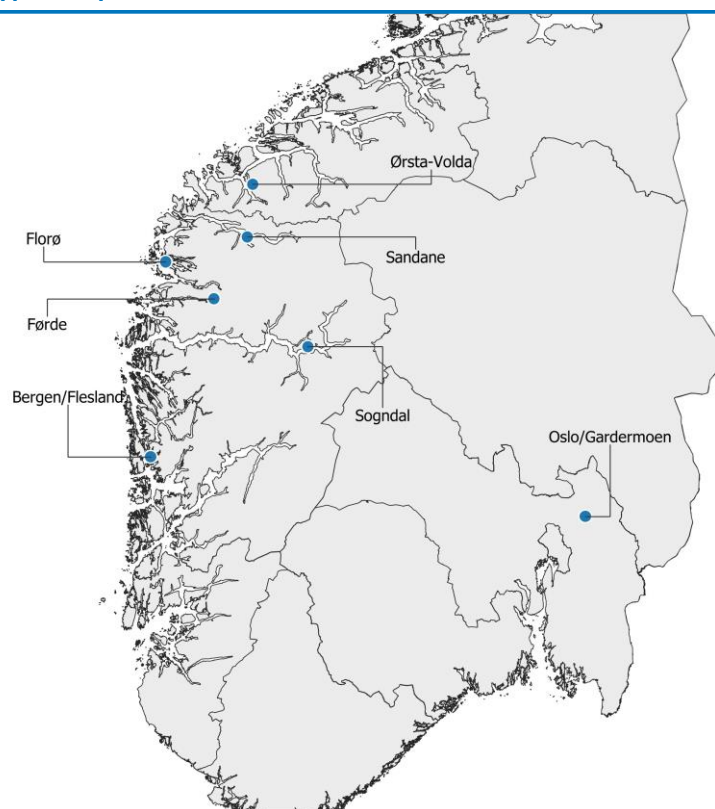 Ørsta-Volda
Florø
Sandane
Førde
Bergen/Flesland
Sogndal
Oslo/Gardermoen